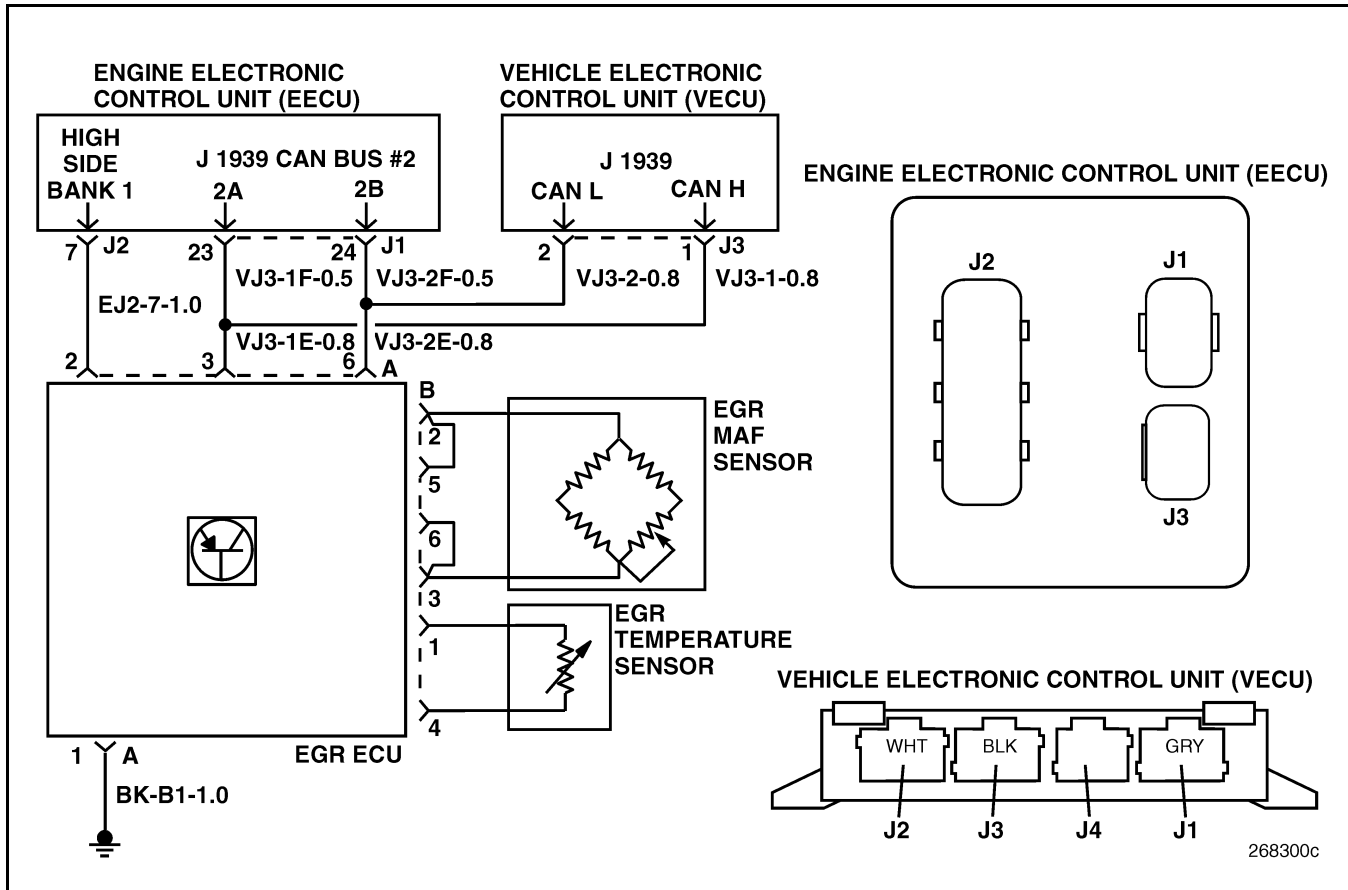 ENGINE ELECTRONIC
CONTROL UNIT (EECU)
HIGH
SIDE
BANK 1
J 1939 CAN BUS #2
2A
2B
7
J2
23
24
J1
VEHICLE ELECTRONIC
CONTROL UNIT (VECU)
J 1939
CAN L
CAN H
2
1
J3
VJ3-1F-0.5
VJ3-2F-0.5
VJ3-2-0.8
VJ3-1-0.8
EJ2-7-1.0
VJ3-1E-0.8
VJ3-2E-0.8
2
3
6
A
B
2
5
6
3
1
4
EGR
MAF
SENSOR
EGR
TEMPERATURE
SENSOR
EGR ECU
1
A
BK-B1-1.0
ENGINE ELECTRONIC CONTROL UNIT (EECU)
J2
J1
J3
VEHICLE ELECTRONIC CONTROL UNIT (VECU)
WHT
BLK
GRY
J2
J3
J4
J1
268300c